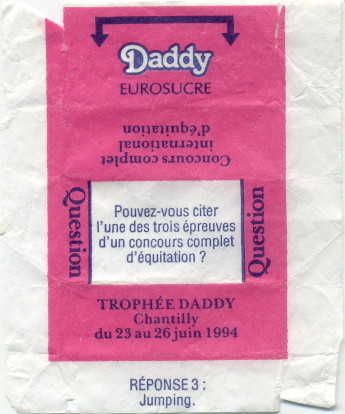 Daddy
EUROSUCRE
Concours complet
international
d'équitation
Question
Pouvez-vous citer
l'une des trois épreuves
d'un concours complet
d'équitation ?
Question
TROPHÉE DADDY
Chantilly
du 23 au 26 juin 1994
RÉPONSE 3 :
Jumping.